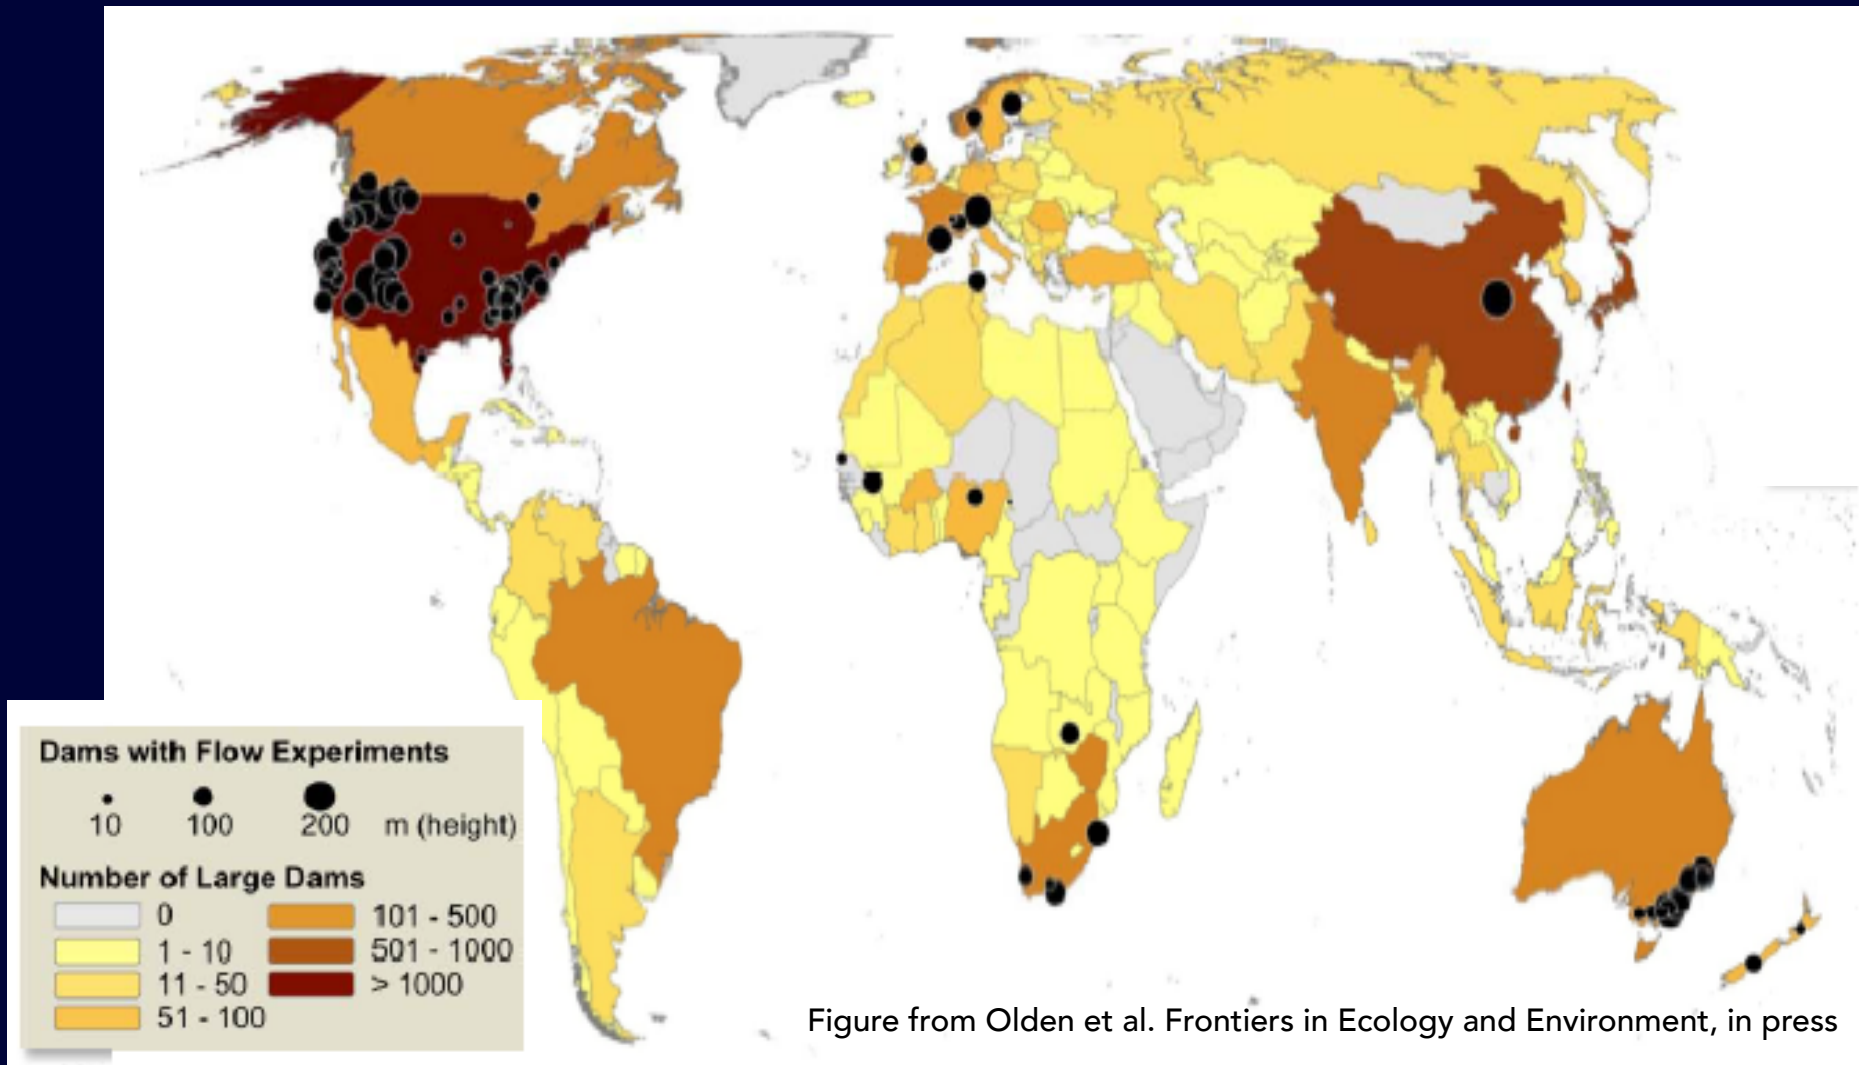 Dams with Flow Experiments
10 100 200 m (height)
Number of Large Dams
0 101 - 500
1 - 10 501 - 1000
11 - 50 > 1000
51 - 100
Figure from Olden et al. Frontiers in Ecology and Environment, in press